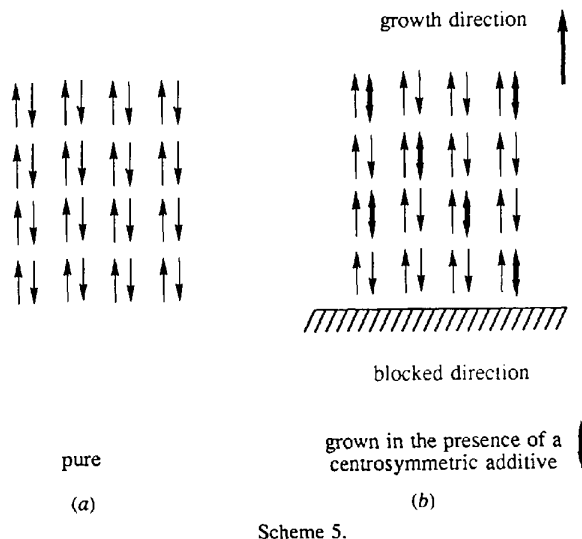 growth direction
blocked direction
pure
grown in the presence of a
centrosymmetric additive
(a)
(b)
Scheme 5.